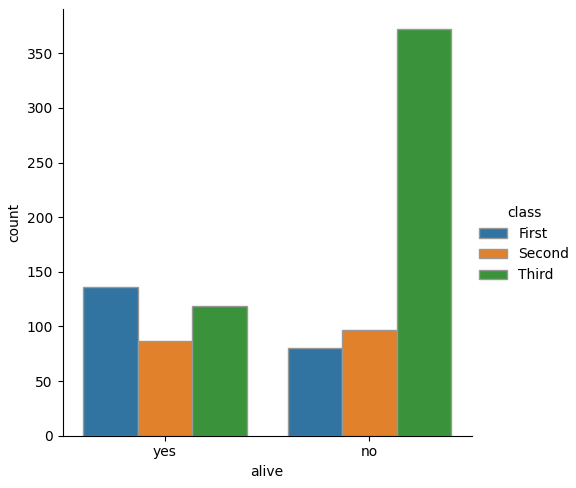 350
300
250
200
150
100
50
0
count
yes
no
alive
class
First
Second
Third